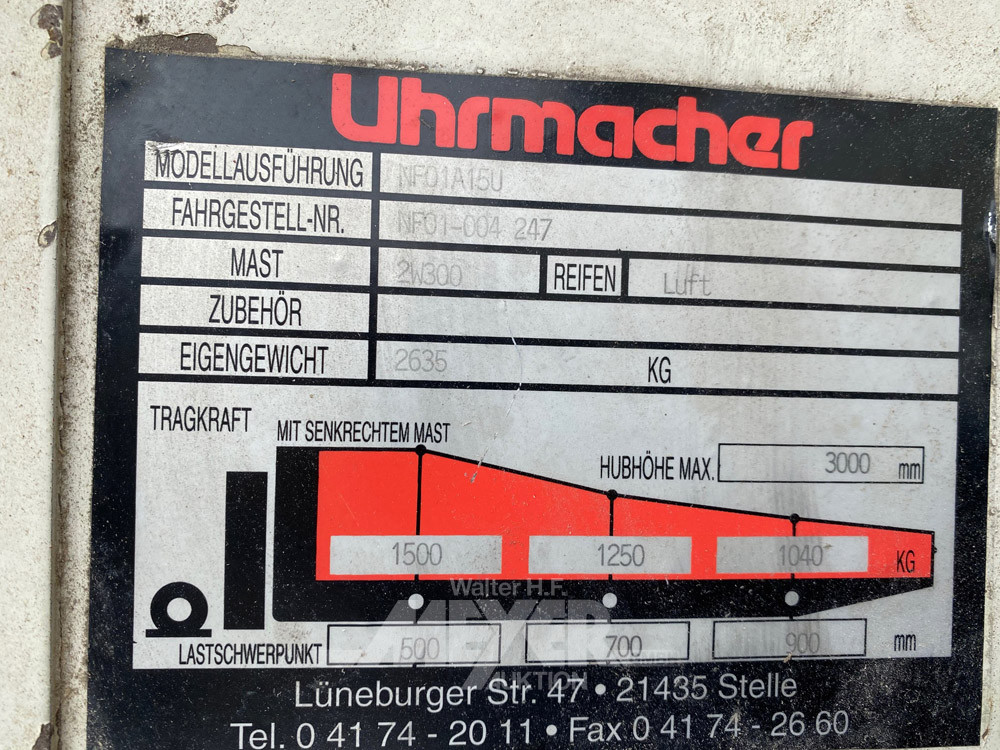 Uhrmacher
MODELLAUSFÜHRUNG NF01A15U
FAHRGESTELL-NR. NF01-004 247
MAST 2W300 REIFEN Luft
ZUBEHÖR
EIGENGEWICHT 2635 KG
TRAGKRAFT
MIT SENKRECHTEM MAST
HUBHÖHE MAX. 3000 mm
1500 1250 1040 KG
Walter H.F.
MEYER
AUKTION
LASTSCHWERPUNKT 500 700 900 mm
Lüneburger Str. 47 • 21435 Stelle
Tel. 0 41 74 - 20 11 • Fax 0 41 74 - 26 60